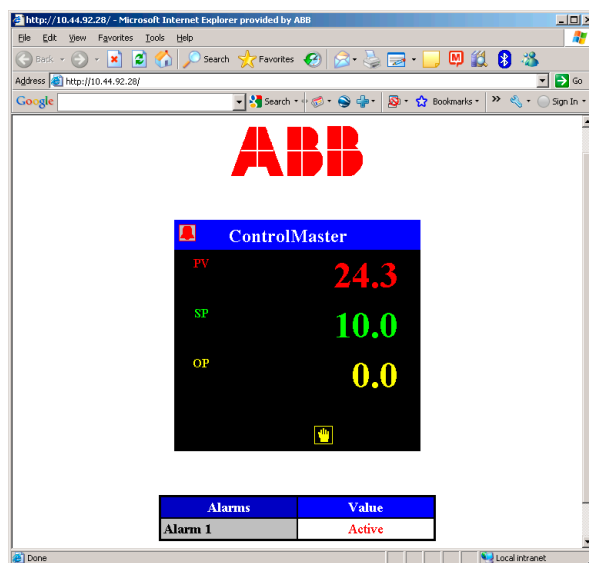 http://10.44.92.28/ - Microsoft Internet Explorer provided by ABB
File Edit View Favorites Tools Help
Back Search Favorites
Address http://10.44.92.28/ Go
Google Search Bookmarks Sign In
ABB
ControlMaster
PV 24.3
SP 10.0
OP 0.0
Alarms Value
Alarm 1 Active
Done Local intranet